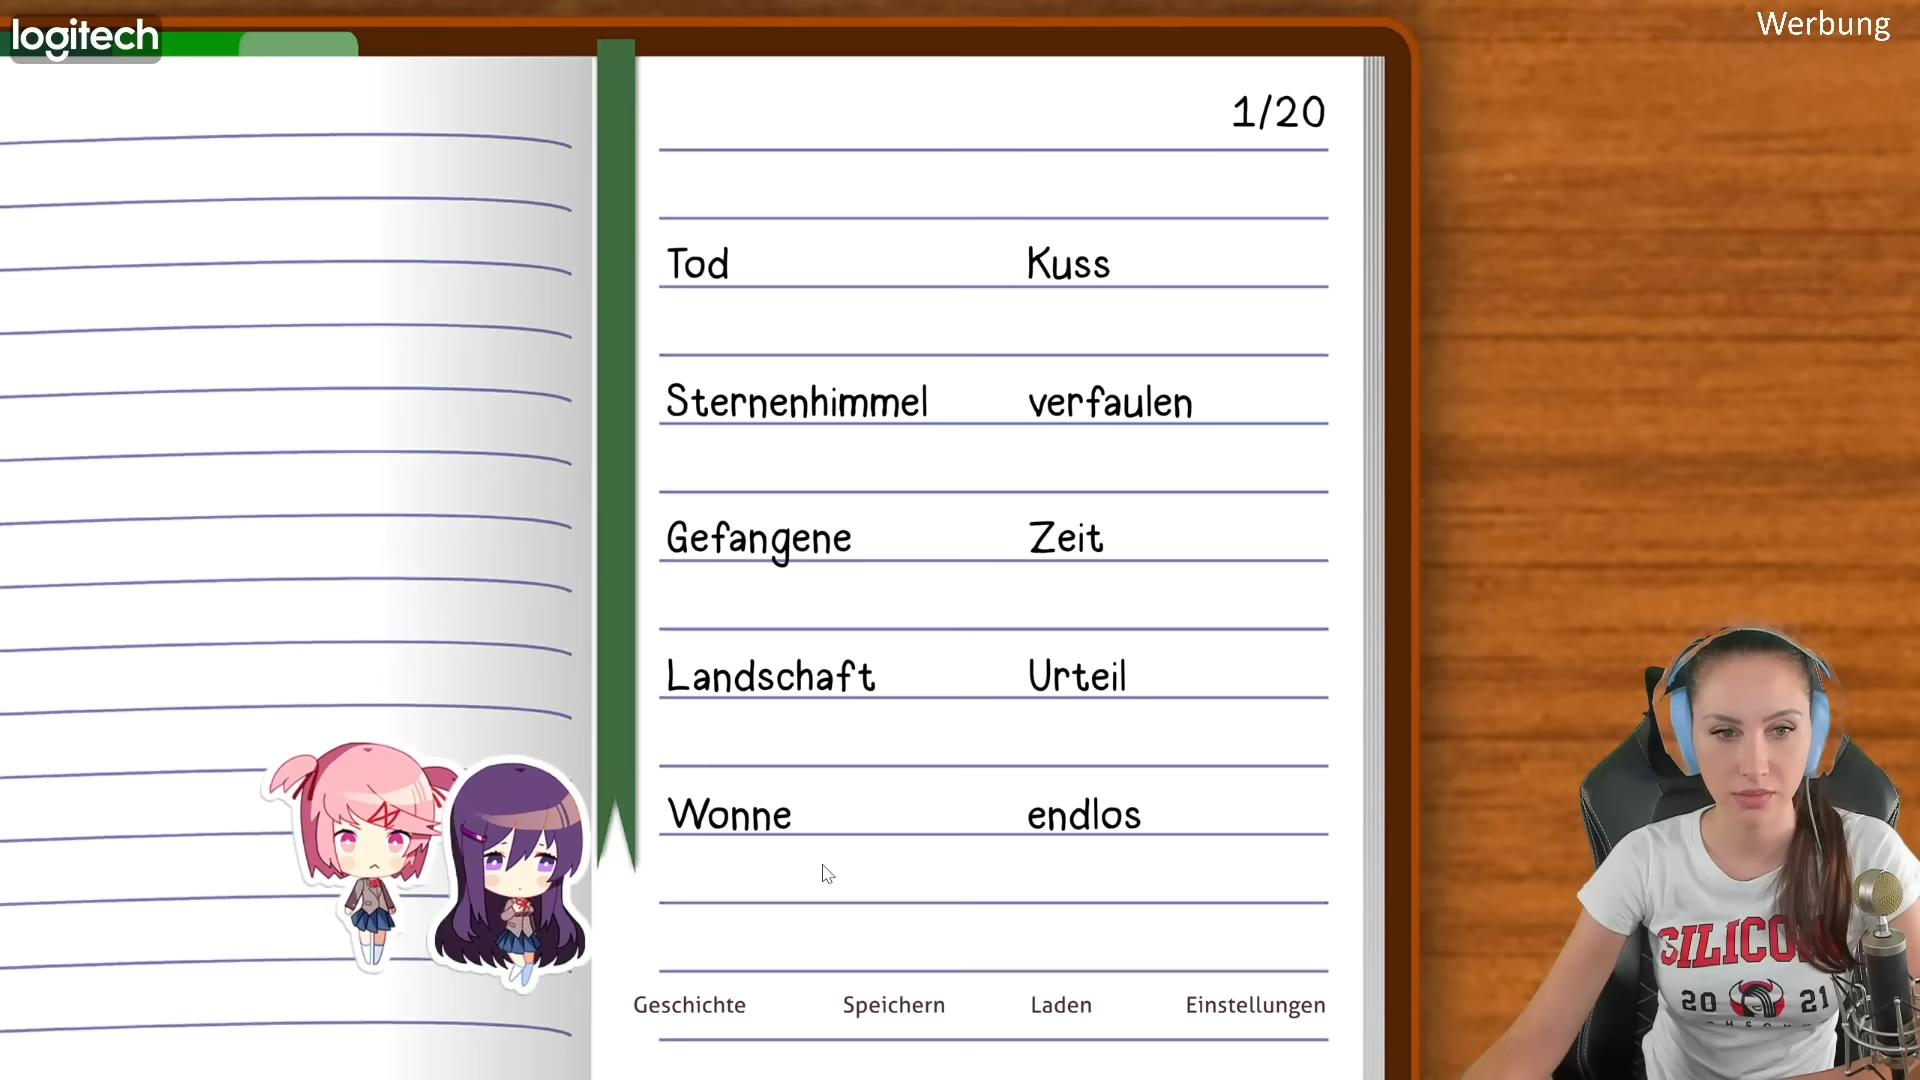 logitech
Werbung
1/20
Tod Kuss
Sternenhimmel verfaulen
Gefangene Zeit
Landschaft Urteil
Wonne endlos
Geschichte Speichern Laden Einstellungen
20 21